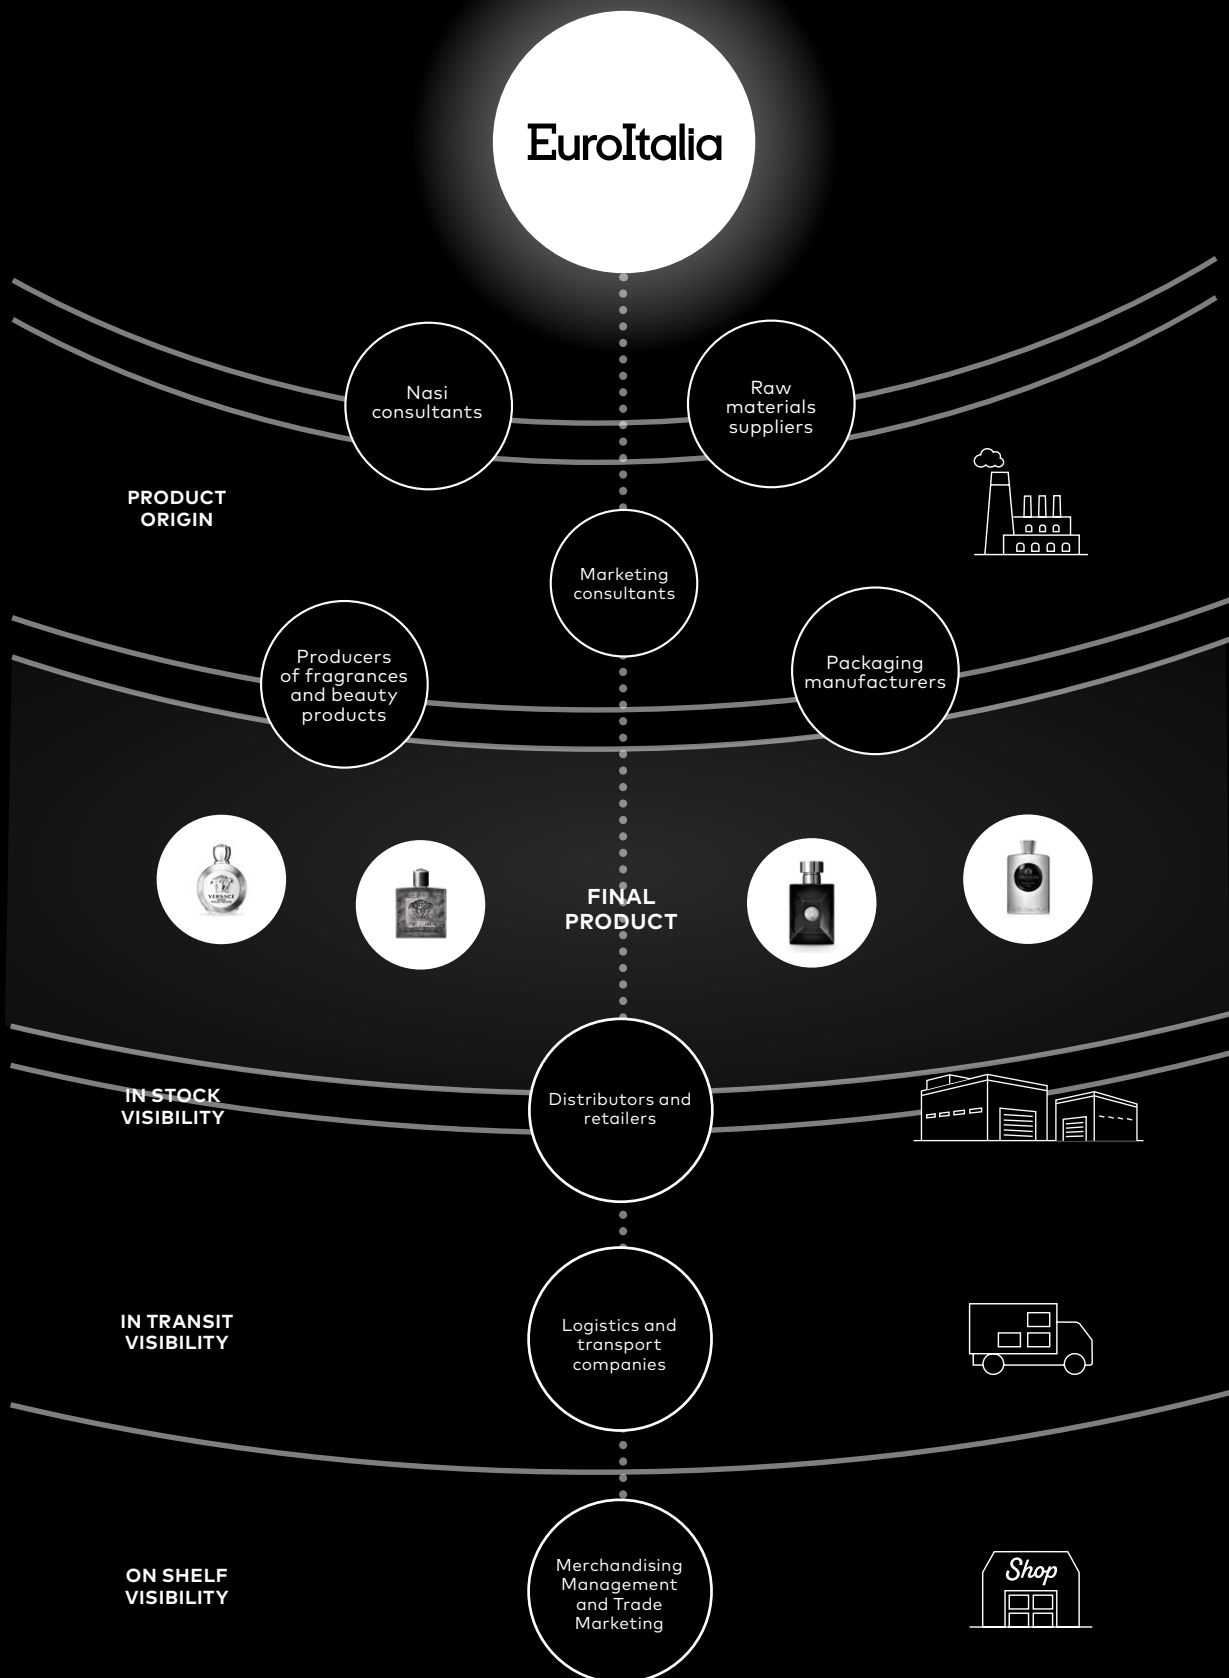 EuroItalia
Nasi
consultants
Raw
materials
suppliers
PRODUCT
ORIGIN
Marketing
consultants
Producers
of fragrances
and beauty
products
Packaging
manufacturers
VERSACE
FINAL
PRODUCT
IN STOCK
VISIBILITY
Distributors and
retailers
IN TRANSIT
VISIBILITY
Logistics and
transport
companies
ON SHELF
VISIBILITY
Merchandising
Management
and Trade
Marketing
Shop